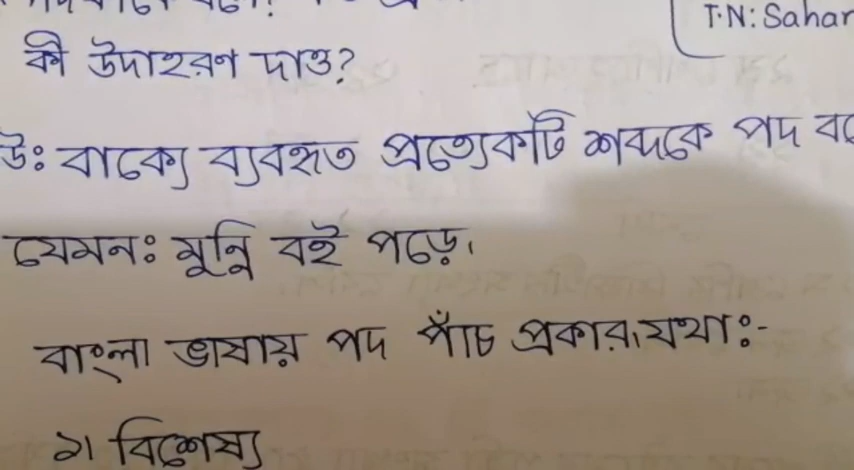 T.N: Sahar
কী উদাহরণ দাও?
উঃ বাক্যে ব্যবহৃত প্রত্যেকটি শব্দকে পদ
যেমনঃ মুন্নি বই পড়ে।
বাংলা ভাষায় পদ পাঁচ প্রকার, যথাঃ-
১। বিশেষ্য